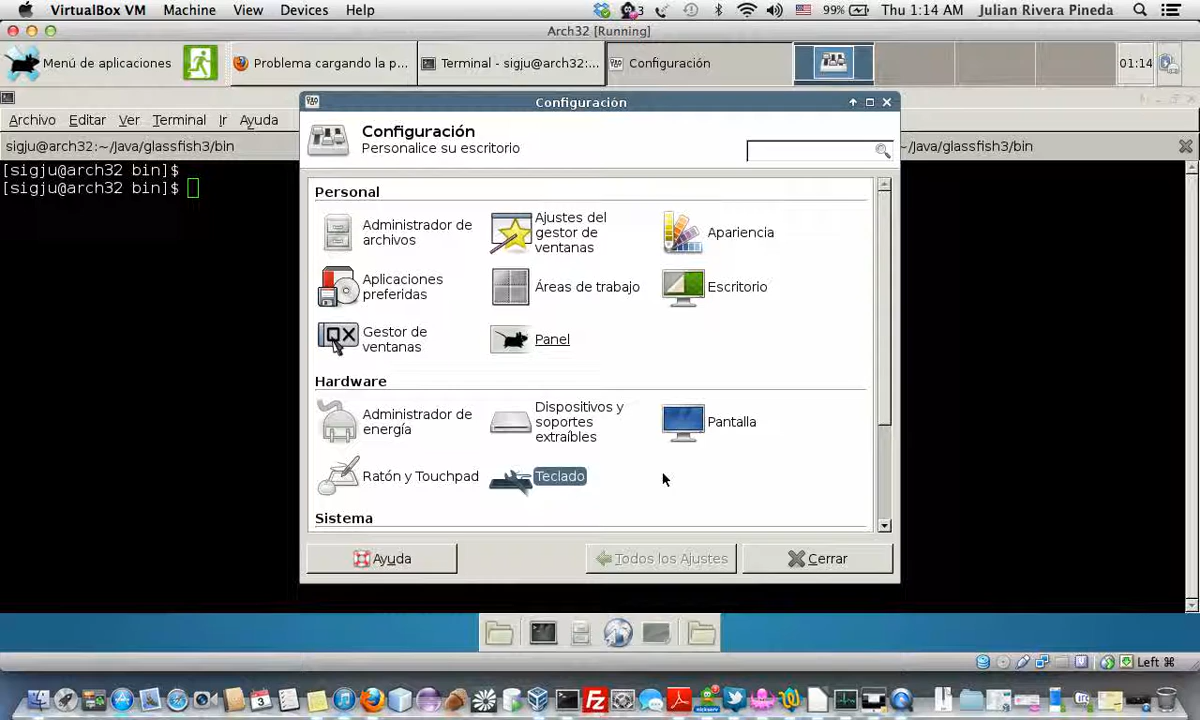 VirtualBox VM Machine View Devices Help 3 99% Thu 1:14 AM Julian Rivera Pineda
Arch32 [Running]
Menú de aplicaciones Problema cargando la p... Terminal - sigju@arch32:... Configuración 01:14
Configuración
Archivo Editar Ver Terminal Ir Ayuda
Configuración
Personalice su escritorio
sigju@arch32:~/Java/glassfish3/bin
~/Java/glassfish3/bin
[sigju@arch32 bin]$
[sigju@arch32 bin]$
Personal
Administrador de
archivos
Ajustes del
gestor de
ventanas
Apariencia
Aplicaciones
preferidas
Áreas de trabajo
Escritorio
Gestor de
ventanas
Panel
Hardware
Administrador de
energía
Dispositivos y
soportes
extraíbles
Pantalla
Ratón y Touchpad
Teclado
Sistema
Ayuda Todos los Ajustes Cerrar
Left ⌘